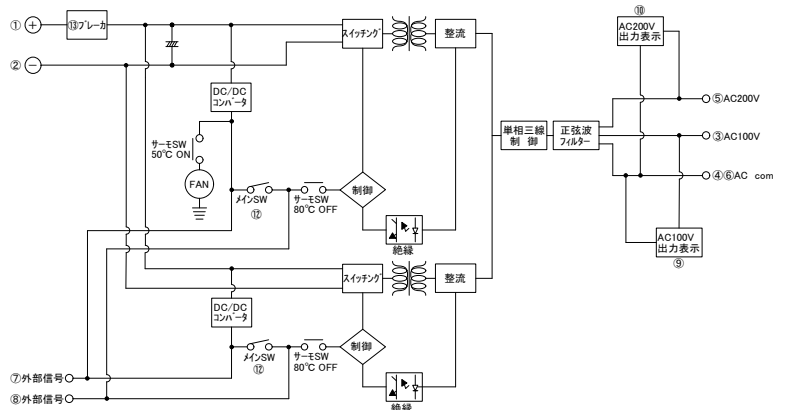 ① +
⑬ブレーカ
② −
スイッチング
整流
DC/DC
コンバータ
サーモSW
50℃ ON
FAN
メインSW
⑫
サーモSW
80℃ OFF
制御
絶縁
単相三線
制 御
正弦波
フィルター
⑩
AC200V
出力表示
⑤AC200V
③AC100V
④⑥AC com
AC100V
出力表示
⑨
スイッチング
整流
DC/DC
コンバータ
メインSW
⑫
サーモSW
80℃ OFF
制御
絶縁
⑦外部信号
⑧外部信号